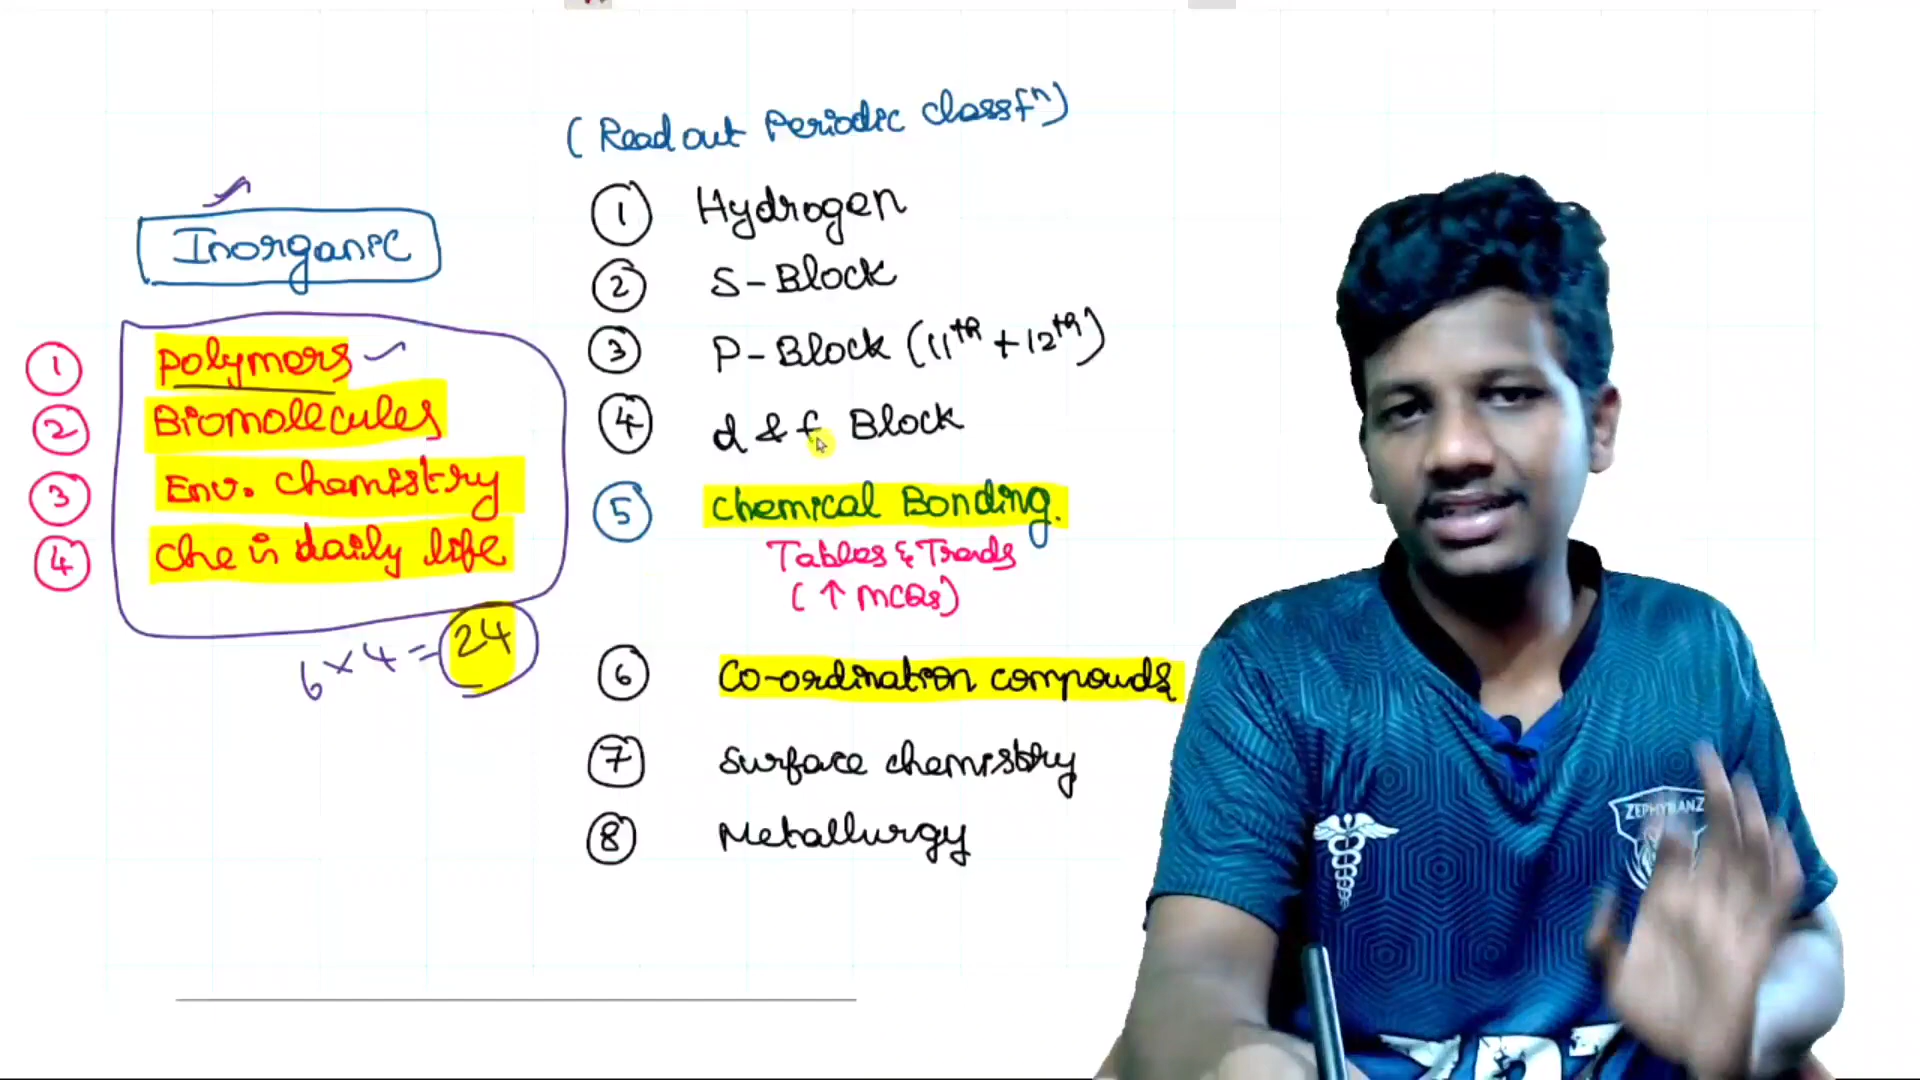 (Read out Periodic classfⁿ)
Inorganic
① polymers
② Biomolecules
③ Env. chemistry
④ che in daily life
6 x 4 = 24
① Hydrogen
② S-Block
③ P-Block (11th + 12th)
④ d & f Block
⑤ chemical Bonding.
Tables & Trends
(↑ MCQs)
⑥ co-ordination compounds
⑦ surface chemistry
⑧ Metallurgy